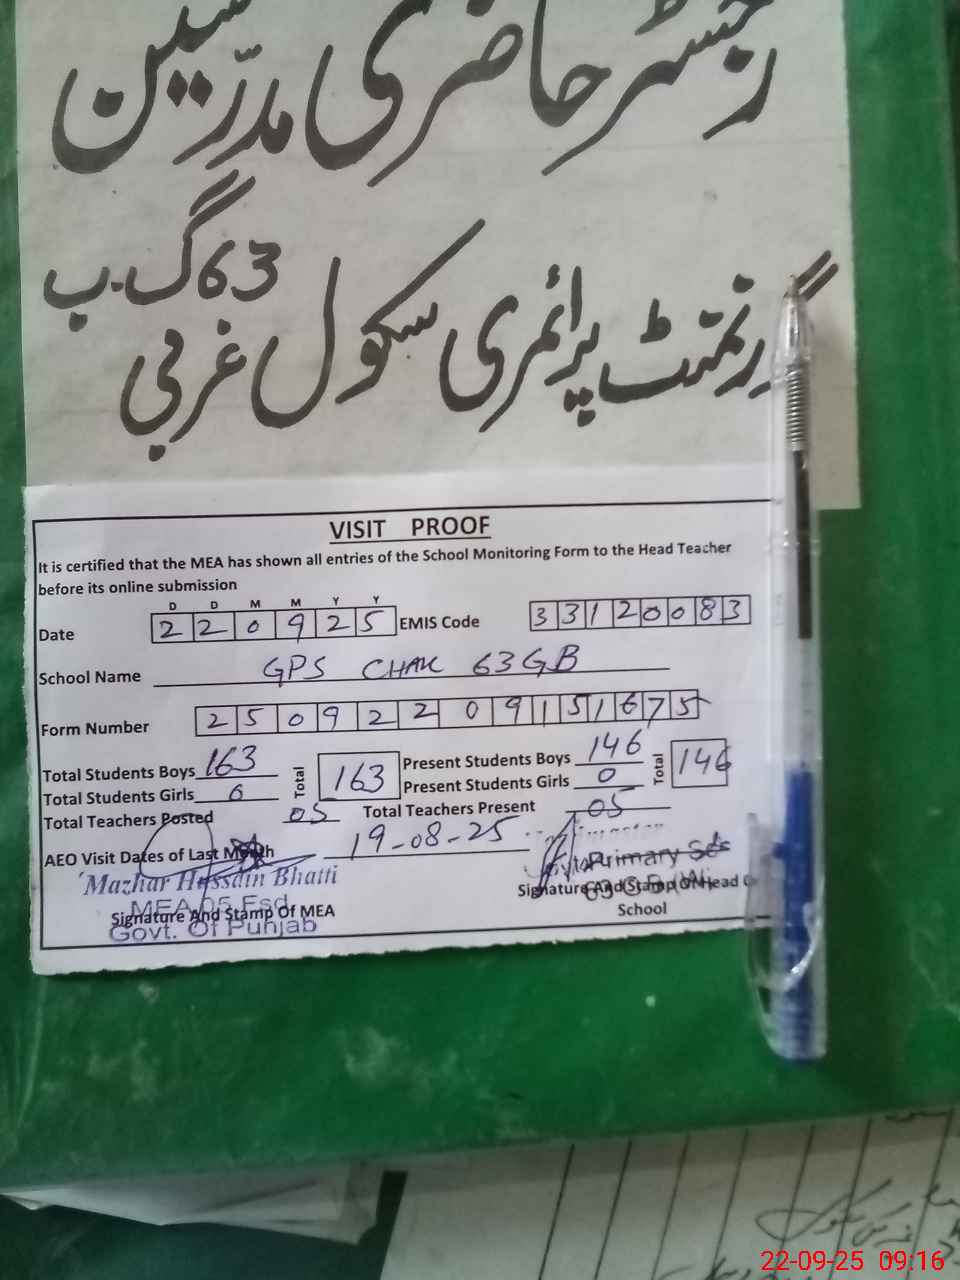 رجسٹر حاضری مدرّسین
گورنمنٹ پرائمری سکول غربی
63 گ.ب
VISIT PROOF
It is certified that the MEA has shown all entries of the School Monitoring Form to the Head Teacher
before its online submission
D D M M Y Y
Date 2 2 0 9 2 5 EMIS Code 3 3 1 2 0 0 8 3
School Name GPS CHAK 63GB
Form Number 2 5 0 9 2 2 0 9 1 5 1 6 7 5
Total Students Boys 163 Total 163 Present Students Boys 146 Total 146
Total Students Girls 0 Present Students Girls 0
Total Teachers Posted 05 Total Teachers Present 05
AEO Visit Dates of Last Month 19-08-25
Mazhar Hussain Bhatti
MEA 05 Fsd
Govt. Of Punjab
Signature And Stamp Of MEA
Primary
Signature And Stamp Of Head
School
22-09-25 09:16